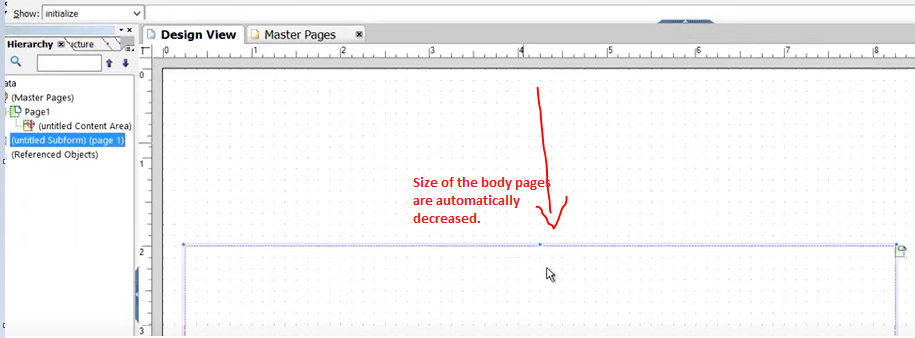 Show: initialize
Hierarchy
ucture
Design View
Master Pages
0 1 2 3 4 5 6 7 8
0
ata
(Master Pages)
Page1
(untitled Content Area)
(untitled Subform) (page 1)
(Referenced Objects)
1
Size of the body pages
are automatically
decreased.
2
3